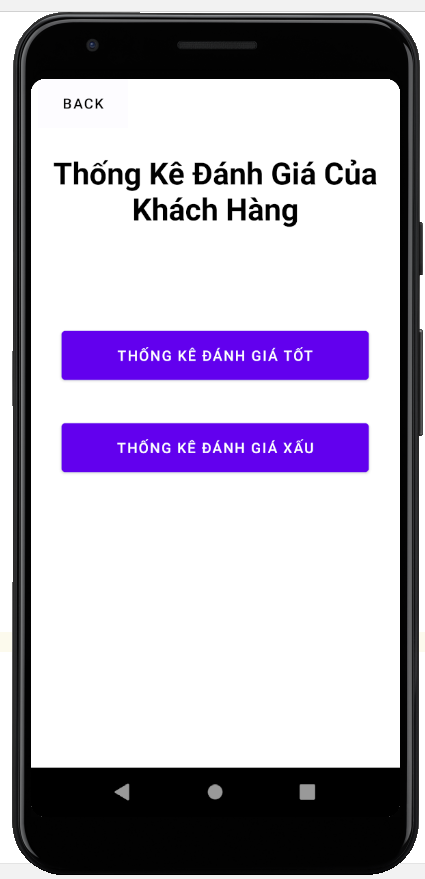 BACK
Thống Kê Đánh Giá Của
Khách Hàng
THỐNG KÊ ĐÁNH GIÁ TỐT
THỐNG KÊ ĐÁNH GIÁ XẤU